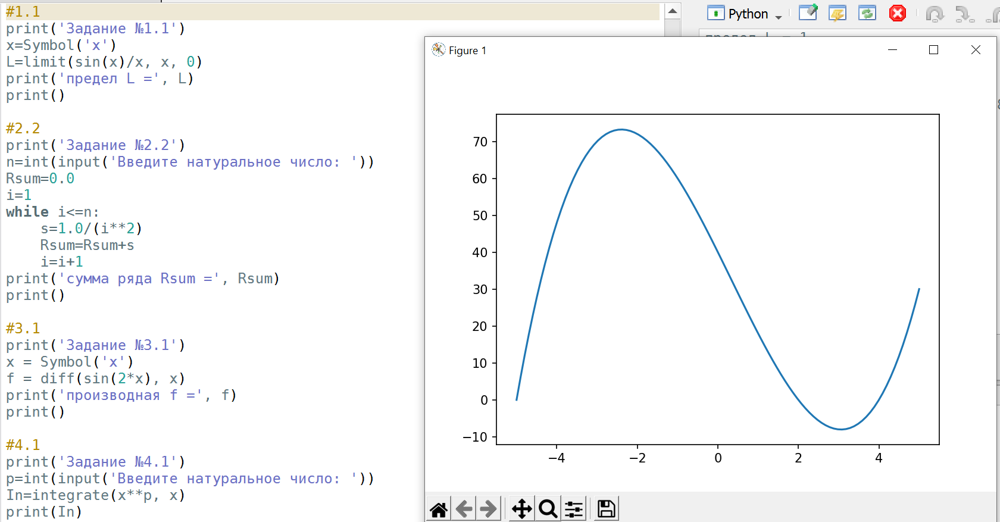 #1.1
print('Задание №1.1')
x=Symbol('x')
L=limit(sin(x)/x, x, 0)
print('предел L =', L)
print()
#2.2
print('Задание №2.2')
n=int(input('Введите натуральное число: '))
Rsum=0.0
i=1
while i<=n:
    s=1.0/(i**2)
    Rsum=Rsum+s
    i=i+1
print('сумма ряда Rsum =', Rsum)
print()
#3.1
print('Задание №3.1')
x = Symbol('x')
f = diff(sin(2*x), x)
print('производная f =', f)
print()
#4.1
print('Задание №4.1')
p=int(input('Введите натуральное число: '))
In=integrate(x**p, x)
print(In)
Python
Figure 1
70
60
50
40
30
20
10
0
−10
−4 −2 0 2 4